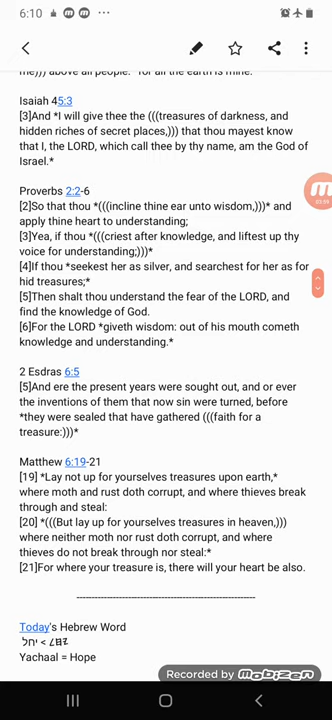 6:10
me))) above all people: for all the earth is mine.
Isaiah 45:3
[3]And *I will give thee the (((treasures of darkness, and
hidden riches of secret places,))) that thou mayest know
that I, the LORD, which call thee by thy name, am the God of
Israel.*
Proverbs 2:2-6
[2]So that thou *(((incline thine ear unto wisdom,)))* and
apply thine heart to understanding;
[3]Yea, if thou *(((criest after knowledge, and liftest up thy
voice for understanding;)))*
[4]If thou *seekest her as silver, and searchest for her as for
hid treasures;*
[5]Then shalt thou understand the fear of the LORD, and
find the knowledge of God.
[6]For the LORD *giveth wisdom: out of his mouth cometh
knowledge and understanding.*
2 Esdras 6:5
[5]And ere the present years were sought out, and or ever
the inventions of them that now sin were turned, before
*they were sealed that have gathered (((faith for a
treasure:)))*
Matthew 6:19-21
[19] *Lay not up for yourselves treasures upon earth,*
where moth and rust doth corrupt, and where thieves break
through and steal:
[20] *(((But lay up for yourselves treasures in heaven,)))
where neither moth nor rust doth corrupt, and where
thieves do not break through nor steal:*
[21]For where your treasure is, there will your heart be also.
------------------------------------------------------------
Today's Hebrew Word
יחל >
Yachaal = Hope
Recorded by mobizen